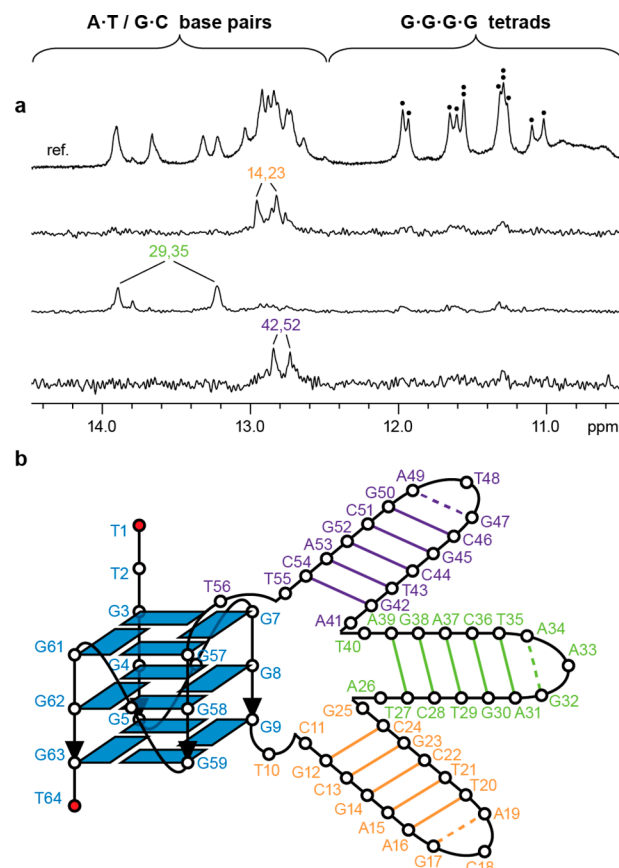 A·T / G·C base pairs
G·G·G·G tetrads
a
ref.
14,23
29,35
42,52
14.0 13.0 12.0 11.0 ppm
b
T1
T2
G3
G4
G5
G61
G62
G63
T64
G57
G58
G59
G7
G8
G9
T10
T56
T55
C54
A53
G52
C51
G50
A49
T48
G47
C46
G45
C44
T43
G42
A41
T40
A39
G38
A37
C36
T35
A34
A33
G32
A31
G30
T29
C28
T27
A26
G25
C24
G23
C22
T21
T20
A19
C18
G17
A16
A15
G14
C13
G12
C11